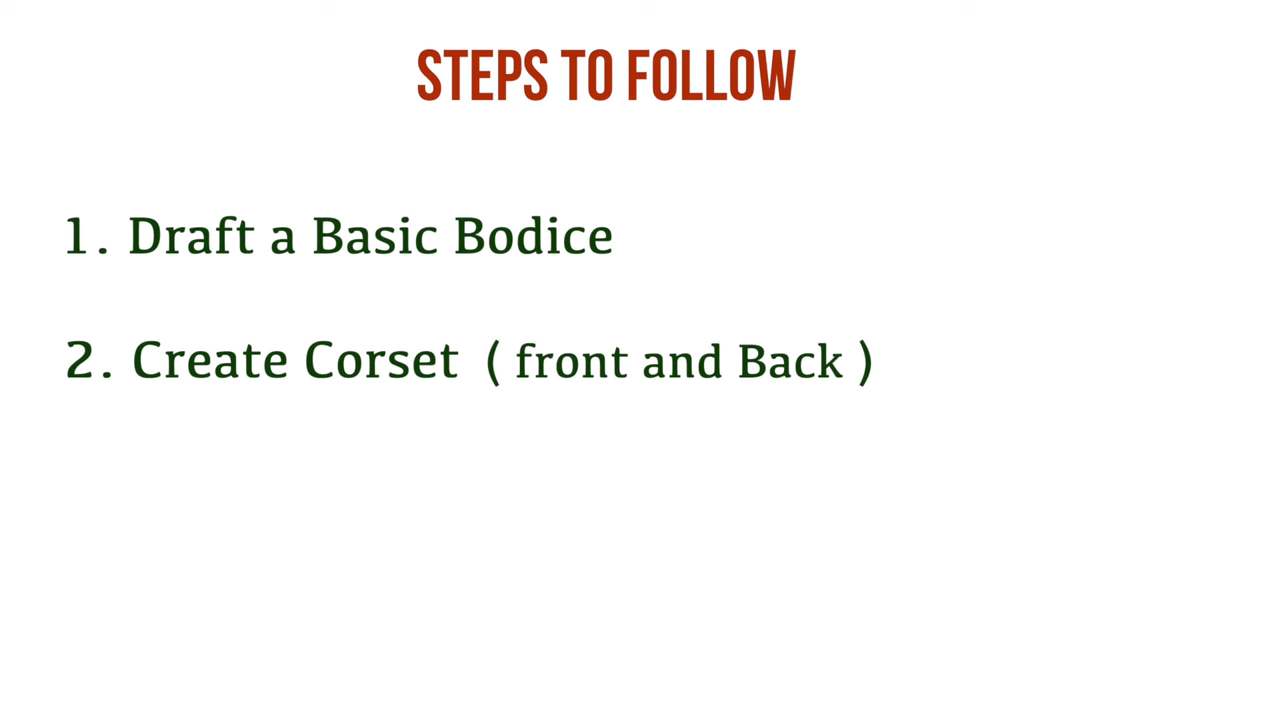 STEPS TO FOLLOW
1. Draft a Basic Bodice
2. Create Corset ( front and Back )